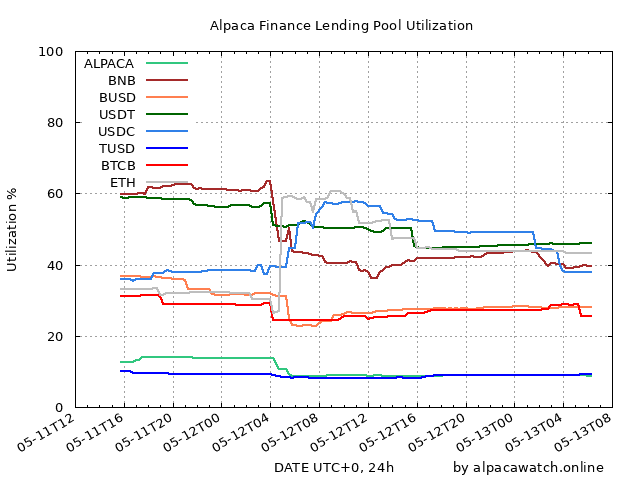 Alpaca Finance Lending Pool Utilization
100
80
60
40
20
0
Utilization %
ALPACA
BNB
BUSD
USDT
USDC
TUSD
BTCB
ETH
05-11T12
05-11T16
05-11T20
05-12T00
05-12T04
05-12T08
05-12T12
05-12T16
05-12T20
05-13T00
05-13T04
05-13T08
DATE UTC+0, 24h
by alpacawatch.online